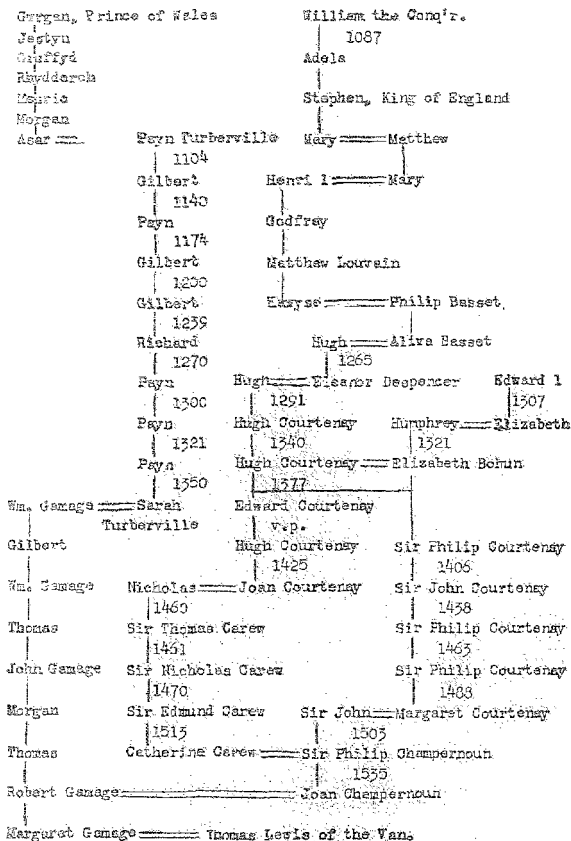 Gwrgan, Prince of Wales William the Conq'r.
Jestyn 1087
Gruffyd Adela
Rhydderch
Meuric Stephen, King of England
Morgan
Asar Payn Turberville Mary Matthew
1104
Gilbert Henri 1 Mary
1140
Payn Godfrey
1174
Gilbert Matthew Louvain
1200
Gilbert Philip Basset
1239
Richard Hugh Aliva Basset
1270 1265
Payn Hugh Eleanor Despencer Edward 1
1300 1291 1307
Payn Hugh Courtenay Humphrey Elizabeth
1321 1340 1321
Payn Hugh Courtenay Elizabeth Bohun
1350 1377
Wm. Gamage Sarah Edward Courtenay
Turberville v.p.
Gilbert Hugh Courtenay Sir Philip Courtenay
1425 1406
Wm. Gamage Nicholas Joan Courtenay Sir John Courtenay
1460 1438
Thomas Sir Thomas Carew Sir Philip Courtenay
1461 1463
John Gamage Sir Nicholas Carew Sir Philip Courtenay
1470 1488
Morgan Sir Edmund Carew Sir John Margaret Courtenay
1513 1503
Thomas Catherine Carew Sir Philip Champernoun
1535
Robert Gamage Joan Champernoun
Margaret Gamage Thomas Lewis of the Van.